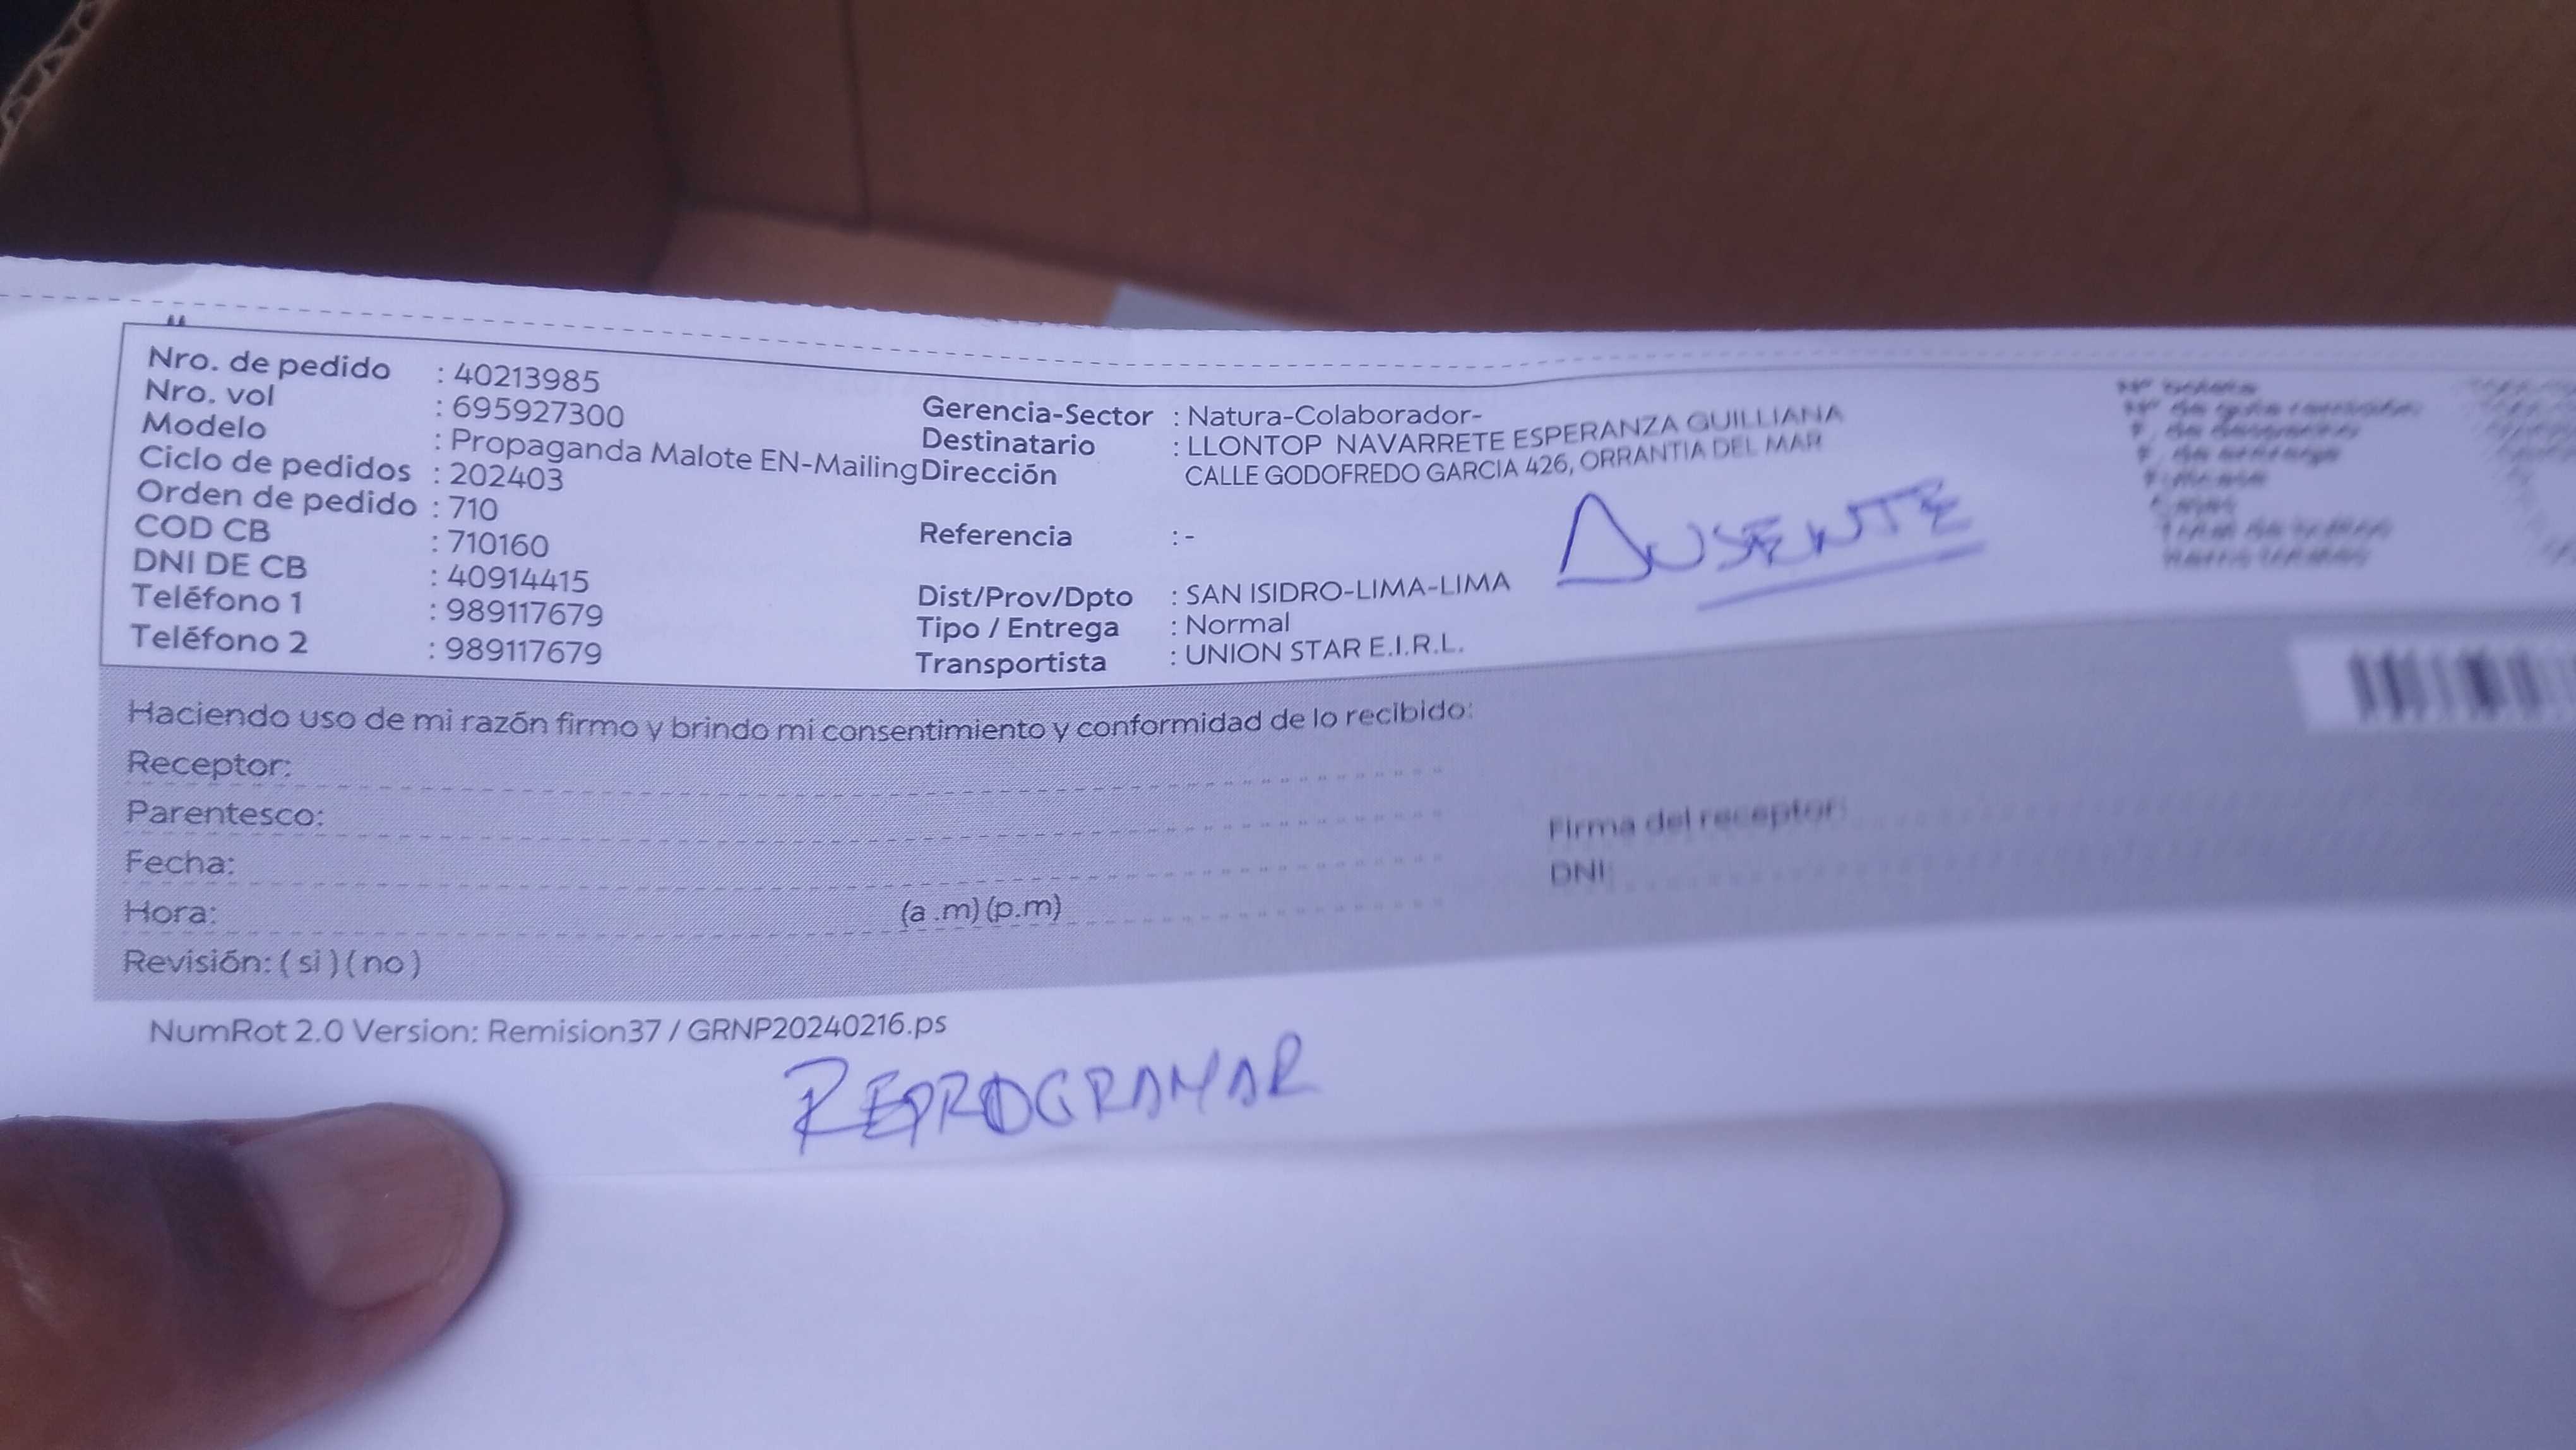 Nro. de pedido : 40213985
Nro. vol : 695927300
Modelo : Propaganda Malote EN-Mailing
Ciclo de pedidos : 202403
Orden de pedido : 710
COD CB : 710160
DNI DE CB : 40914415
Teléfono 1 : 989117679
Teléfono 2 : 989117679
Gerencia-Sector : Natura-Colaborador-
Destinatario : LLONTOP NAVARRETE ESPERANZA GUILLIANA
Dirección CALLE GODOFREDO GARCIA 426, ORRANTIA DEL MAR
AUSENTE
Referencia : -
Dist/Prov/Dpto : SAN ISIDRO-LIMA-LIMA
Tipo / Entrega : Normal
Transportista : UNION STAR E.I.R.L.
Haciendo uso de mi razón firmo y brindo mi consentimiento y conformidad de lo recibido:
Receptor:
Parentesco:
Fecha:
Hora: (a .m) (p.m)
Revisión: ( si ) ( no )
Firma del receptor:
DNI:
NumRot 2.0 Version: Remision37 / GRNP20240216.ps
REPROGRAMAR